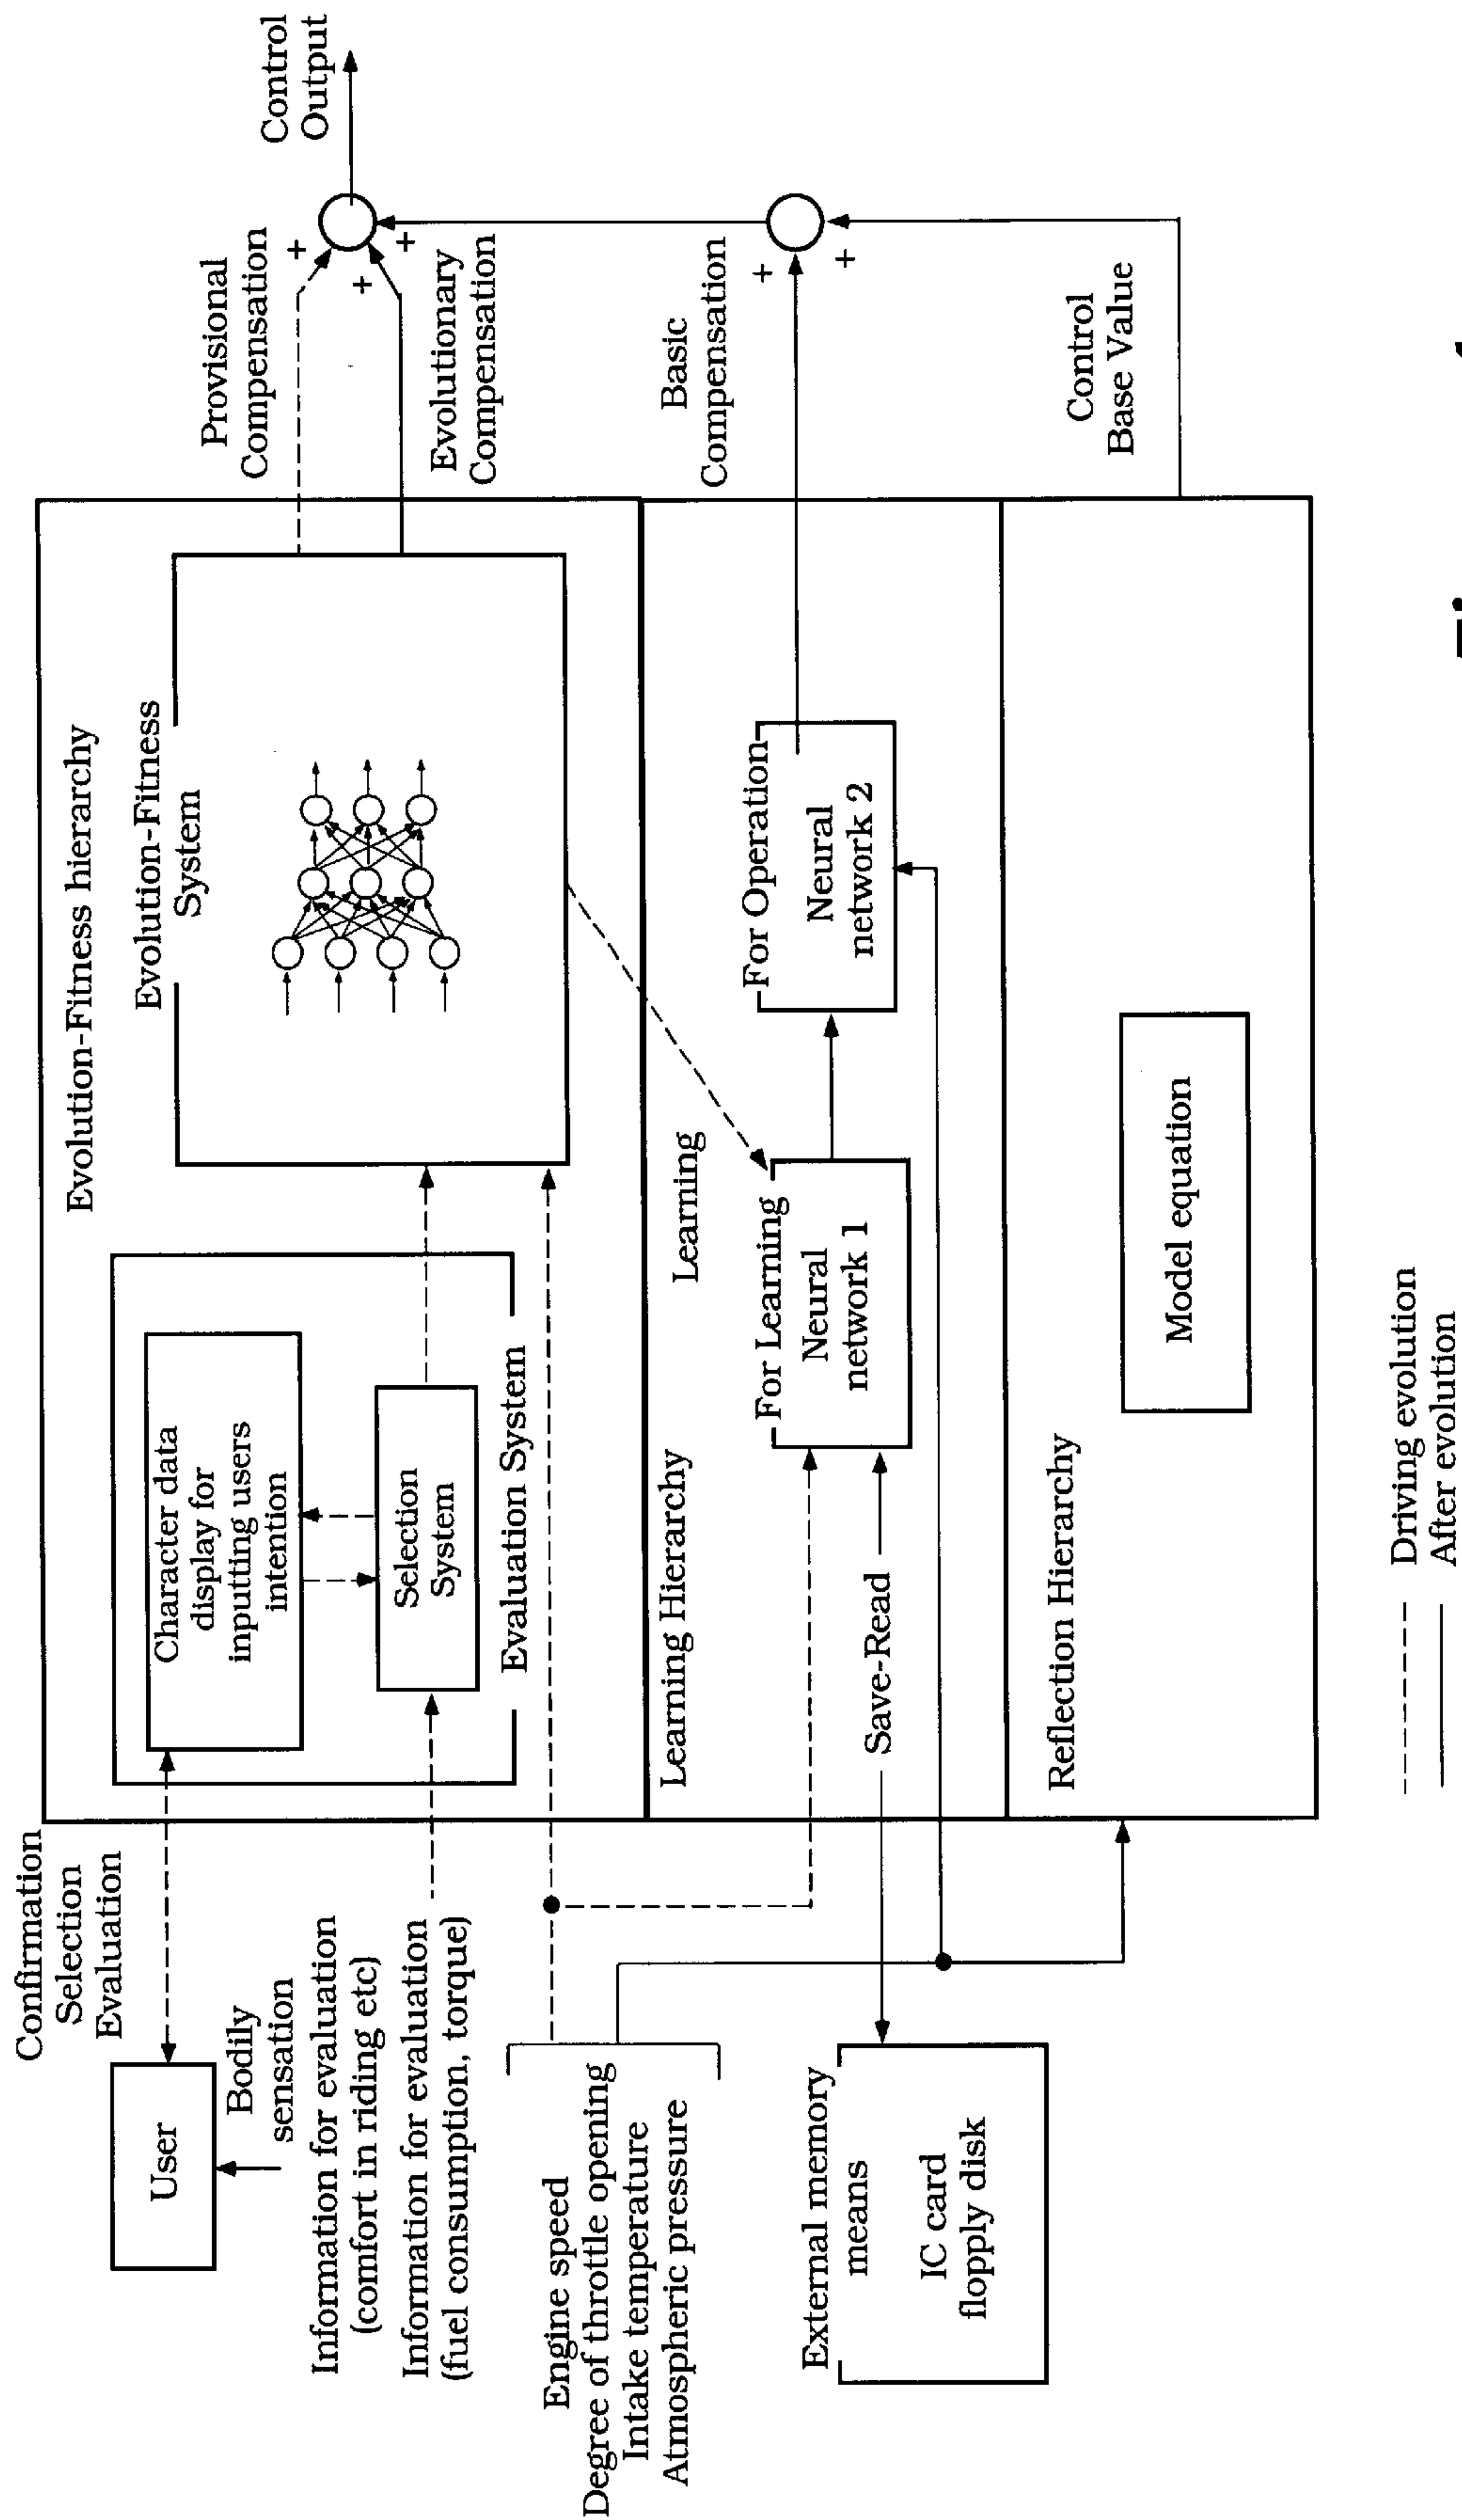 Confirmation
Selection
Evaluation
User
Bodily
sensation
Information for evaluation
(comfort in riding etc)
Information for evaluation
(fuel consumption, torque)
Engine speed
Degree of throttle opening
Intake temperature
Atmospheric pressure
External memory
means
IC card
flopply disk
Evolution-Fitness hierarchy
Character data
display for
inputting users
intention
Selection
System
Evaluation System
Evolution-Fitness
System
Learning Hierarchy
Learning
For Learning
Neural
network 1
Save-Read
For Operation
Neural
network 2
Reflection Hierarchy
Model equation
Provisional
Compensation
+
+
+
Evolutionary
Compensation
Control
Output
Basic
Compensation
+
+
Control
Base Value
Driving evolution
After evolution